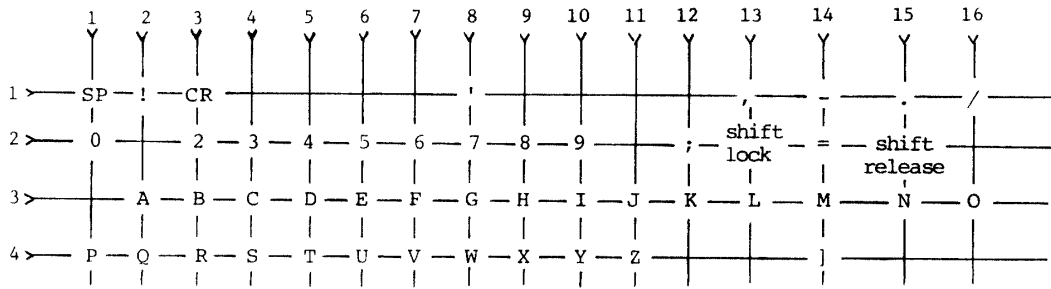 1 2 3 4 5 6 7 8 9 10 11 12 13 14 15 16
1 SP ! CR ' , - . /
2 0 2 3 4 5 6 7 8 9 ; shift lock = shift release
3 A B C D E F G H I J K L M N O
4 P Q R S T U V W X Y Z ]